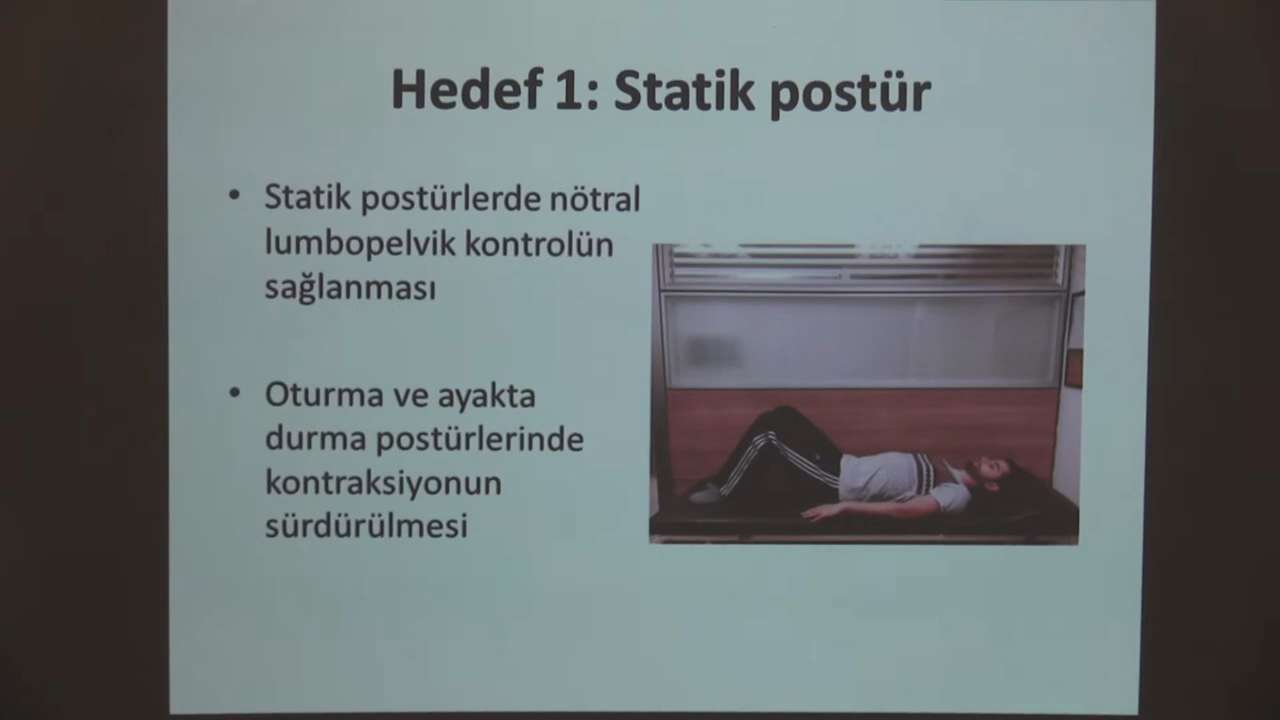 Hedef 1: Statik postür
• Statik postürlerde nötral
lumbopelvik kontrolün
sağlanması
• Oturma ve ayakta
durma postürlerinde
kontraksiyonun
sürdürülmesi